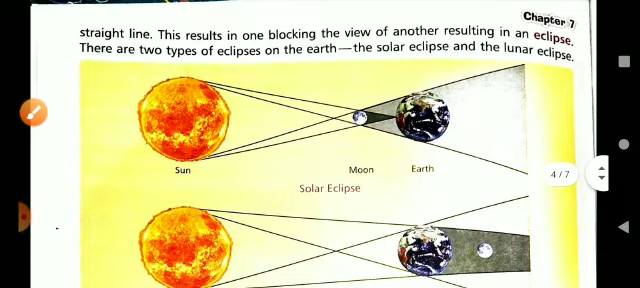 Chapter 7
straight line. This results in one blocking the view of another resulting in an eclipse.
There are two types of eclipses on the earth—the solar eclipse and the lunar eclipse.
Sun
Moon
Earth
4/7
Solar Eclipse